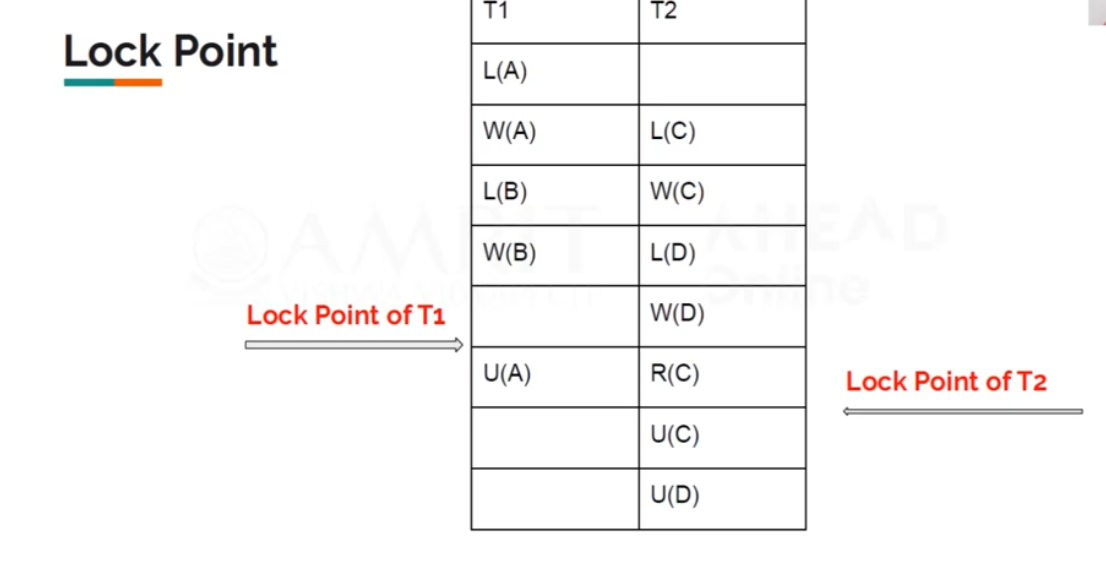 Lock Point
T1 T2
L(A)
W(A) L(C)
L(B) W(C)
W(B) L(D)
W(D)
Lock Point of T1
U(A) R(C)
Lock Point of T2
U(C)
U(D)
AMRIT AHEAD
Online